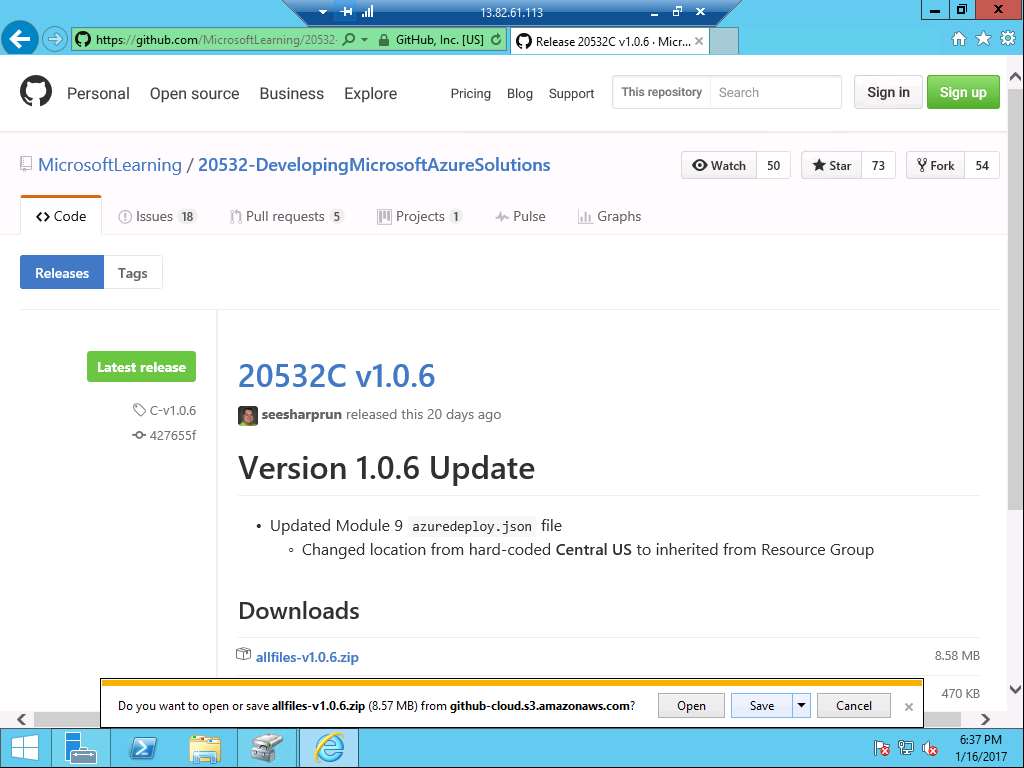 13.82.61.113
https://github.com/MicrosoftLearning/20532- GitHub, Inc. [US] Release 20532C v1.0.6 · Micr...
Personal Open source Business Explore Pricing Blog Support This repository Search Sign in Sign up
MicrosoftLearning / 20532-DevelopingMicrosoftAzureSolutions Watch 50 Star 73 Fork 54
<> Code Issues 18 Pull requests 5 Projects 1 Pulse Graphs
Releases Tags
Latest release
20532C v1.0.6
C-v1.0.6
seesharprun released this 20 days ago
427655f
Version 1.0.6 Update
• Updated Module 9 azuredeploy.json file
◦ Changed location from hard-coded Central US to inherited from Resource Group
Downloads
allfiles-v1.0.6.zip 8.58 MB
470 KB
Do you want to open or save allfiles-v1.0.6.zip (8.57 MB) from github-cloud.s3.amazonaws.com? Open Save Cancel
6:37 PM
1/16/2017